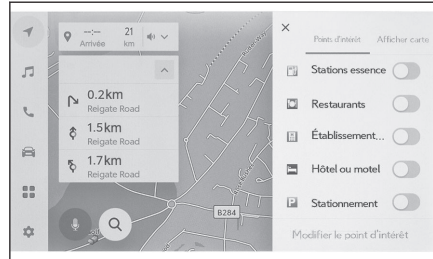 --:-- 21
Arrivée km
0.2km
Reigate Road
1.5km
Reigate Road
1.7km
Reigate Road
B284
Points d'intérêt Afficher carte
Stations essence
Restaurants
Établissement...
Hôtel ou motel
P Stationnement
Modifier le point d'intérêt